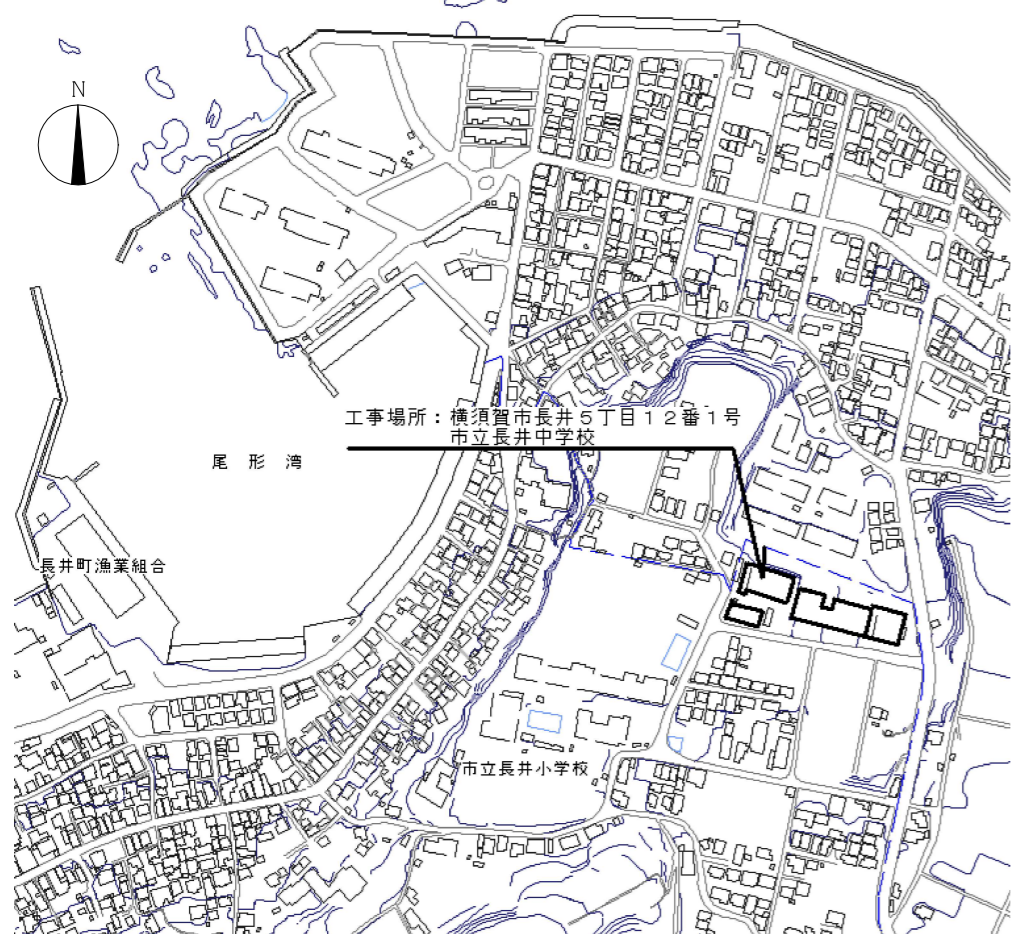 N
工事場所：横須賀市長井５丁目１２番１号
市立長井中学校
尾形湾
長井町漁業組合
市立長井小学校